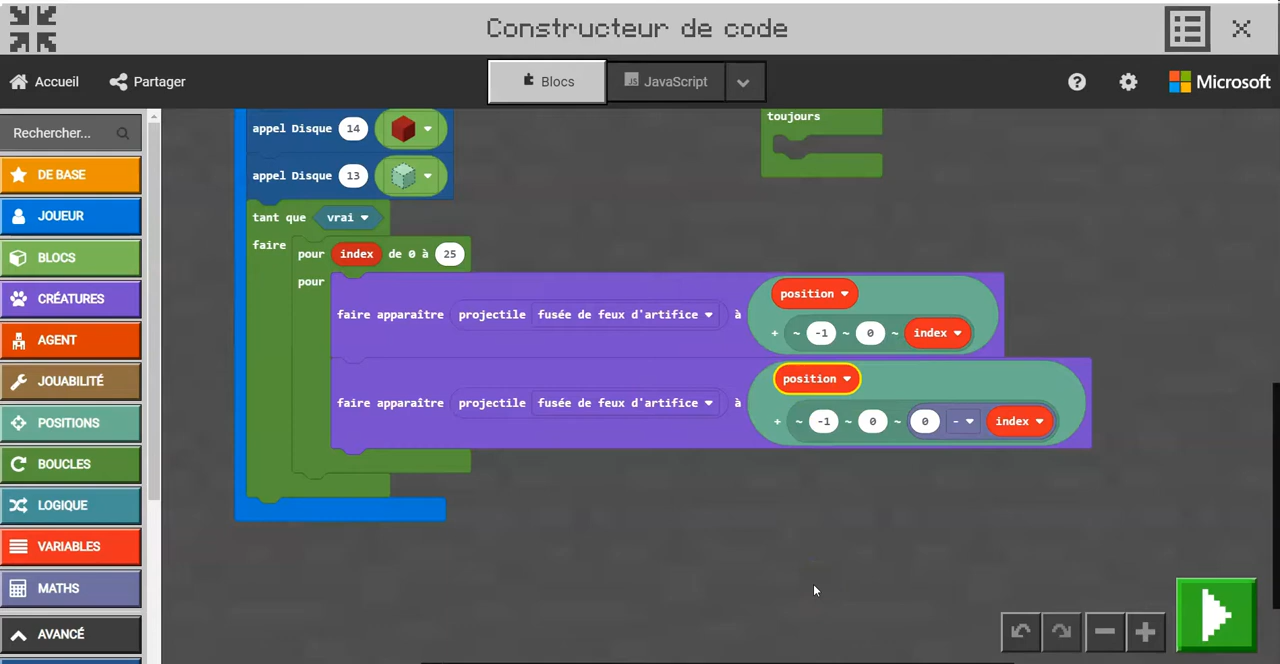 Constructeur de code
Accueil Partager Blocs JavaScript Microsoft
Rechercher...
DE BASE
JOUEUR
BLOCS
CRÉATURES
AGENT
JOUABILITÉ
POSITIONS
BOUCLES
LOGIQUE
VARIABLES
MATHS
AVANCÉ
appel Disque 14
appel Disque 13
tant que vrai
faire
pour index de 0 à 25
pour
faire apparaître projectile fusée de feux d'artifice à position
+ ~ -1 ~ 0 ~ index
faire apparaître projectile fusée de feux d'artifice à position
+ ~ -1 ~ 0 ~ 0 - index
toujours